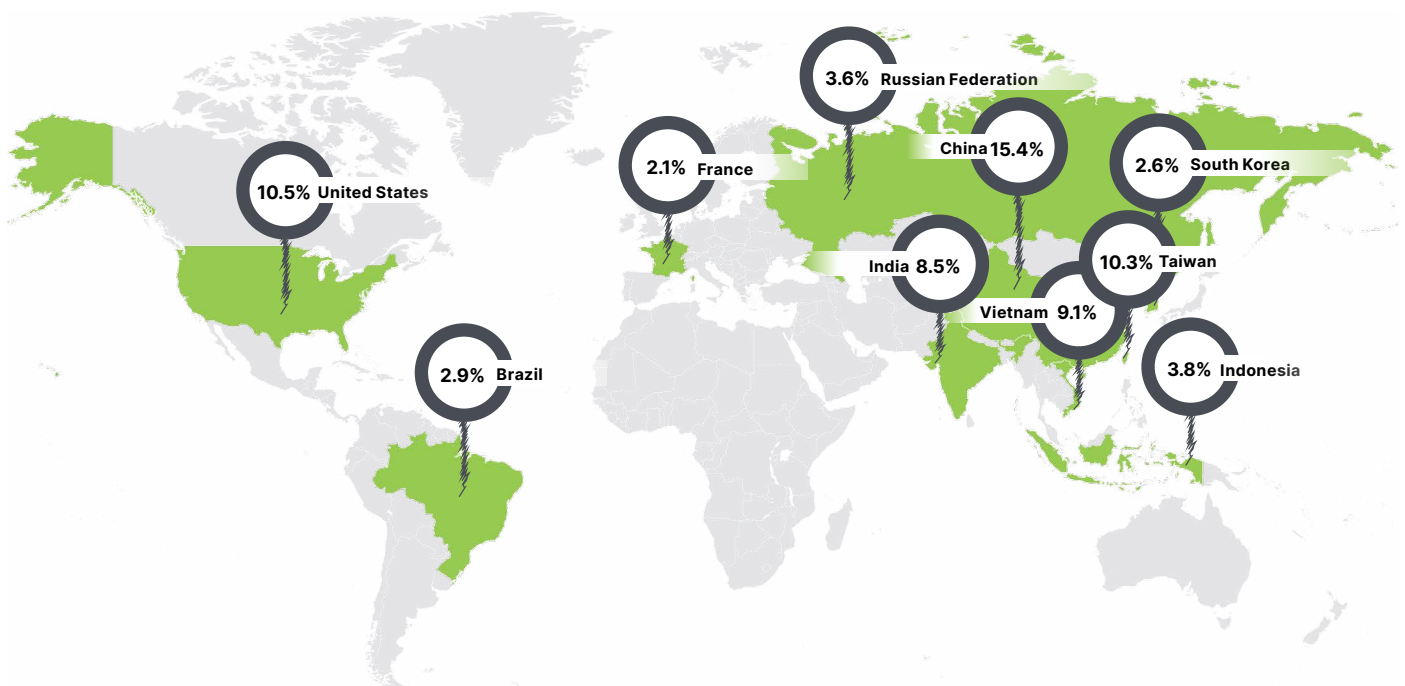 3.6% Russian Federation
China 15.4%
2.1% France
2.6% South Korea
10.5% United States
India 8.5%
10.3% Taiwan
Vietnam 9.1%
2.9% Brazil
3.8% Indonesia